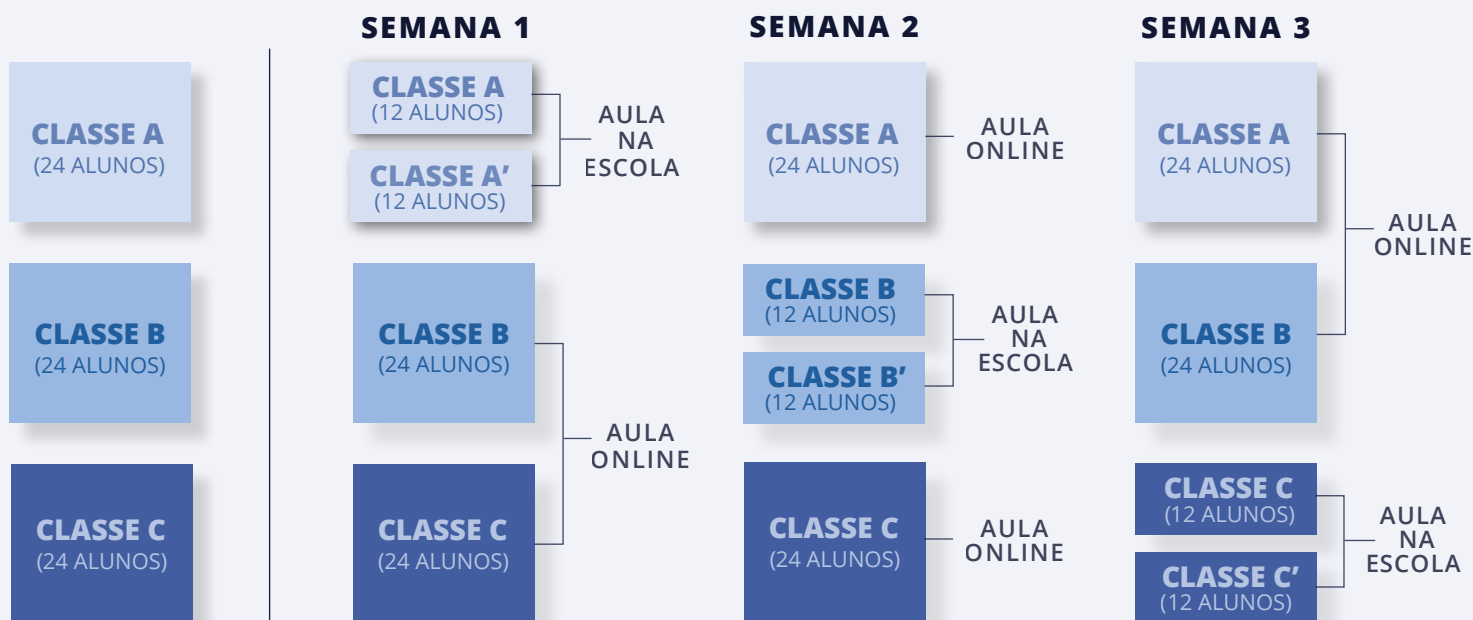 SEMANA 1
SEMANA 2
SEMANA 3
CLASSE A
(24 ALUNOS)
CLASSE B
(24 ALUNOS)
CLASSE C
(24 ALUNOS)
CLASSE A
(12 ALUNOS)
CLASSE A’
(12 ALUNOS)
AULA
NA
ESCOLA
CLASSE B
(24 ALUNOS)
CLASSE C
(24 ALUNOS)
AULA
ONLINE
CLASSE A
(24 ALUNOS)
AULA
ONLINE
CLASSE B
(12 ALUNOS)
CLASSE B’
(12 ALUNOS)
AULA
NA
ESCOLA
CLASSE C
(24 ALUNOS)
AULA
ONLINE
CLASSE A
(24 ALUNOS)
CLASSE B
(24 ALUNOS)
AULA
ONLINE
CLASSE C
(12 ALUNOS)
CLASSE C’
(12 ALUNOS)
AULA
NA
ESCOLA